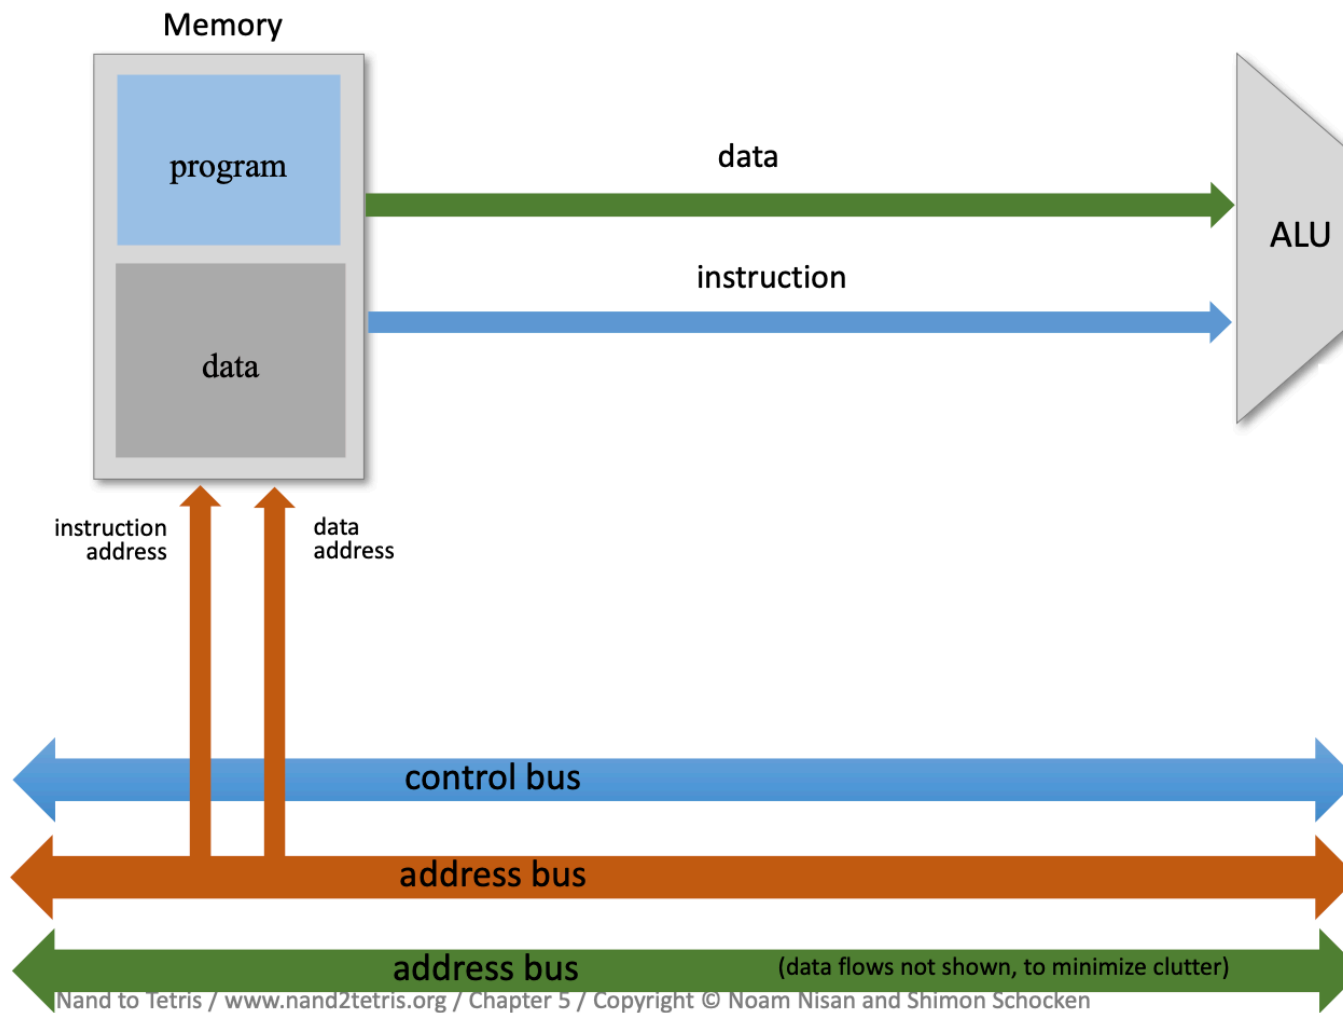 Memory
program
data
data
instruction
ALU
instruction
address
data
address
control bus
address bus
address bus
(data flows not shown, to minimize clutter)
Nand to Tetris / www.nand2tetris.org / Chapter 5 / Copyright © Noam Nisan and Shimon Schocken